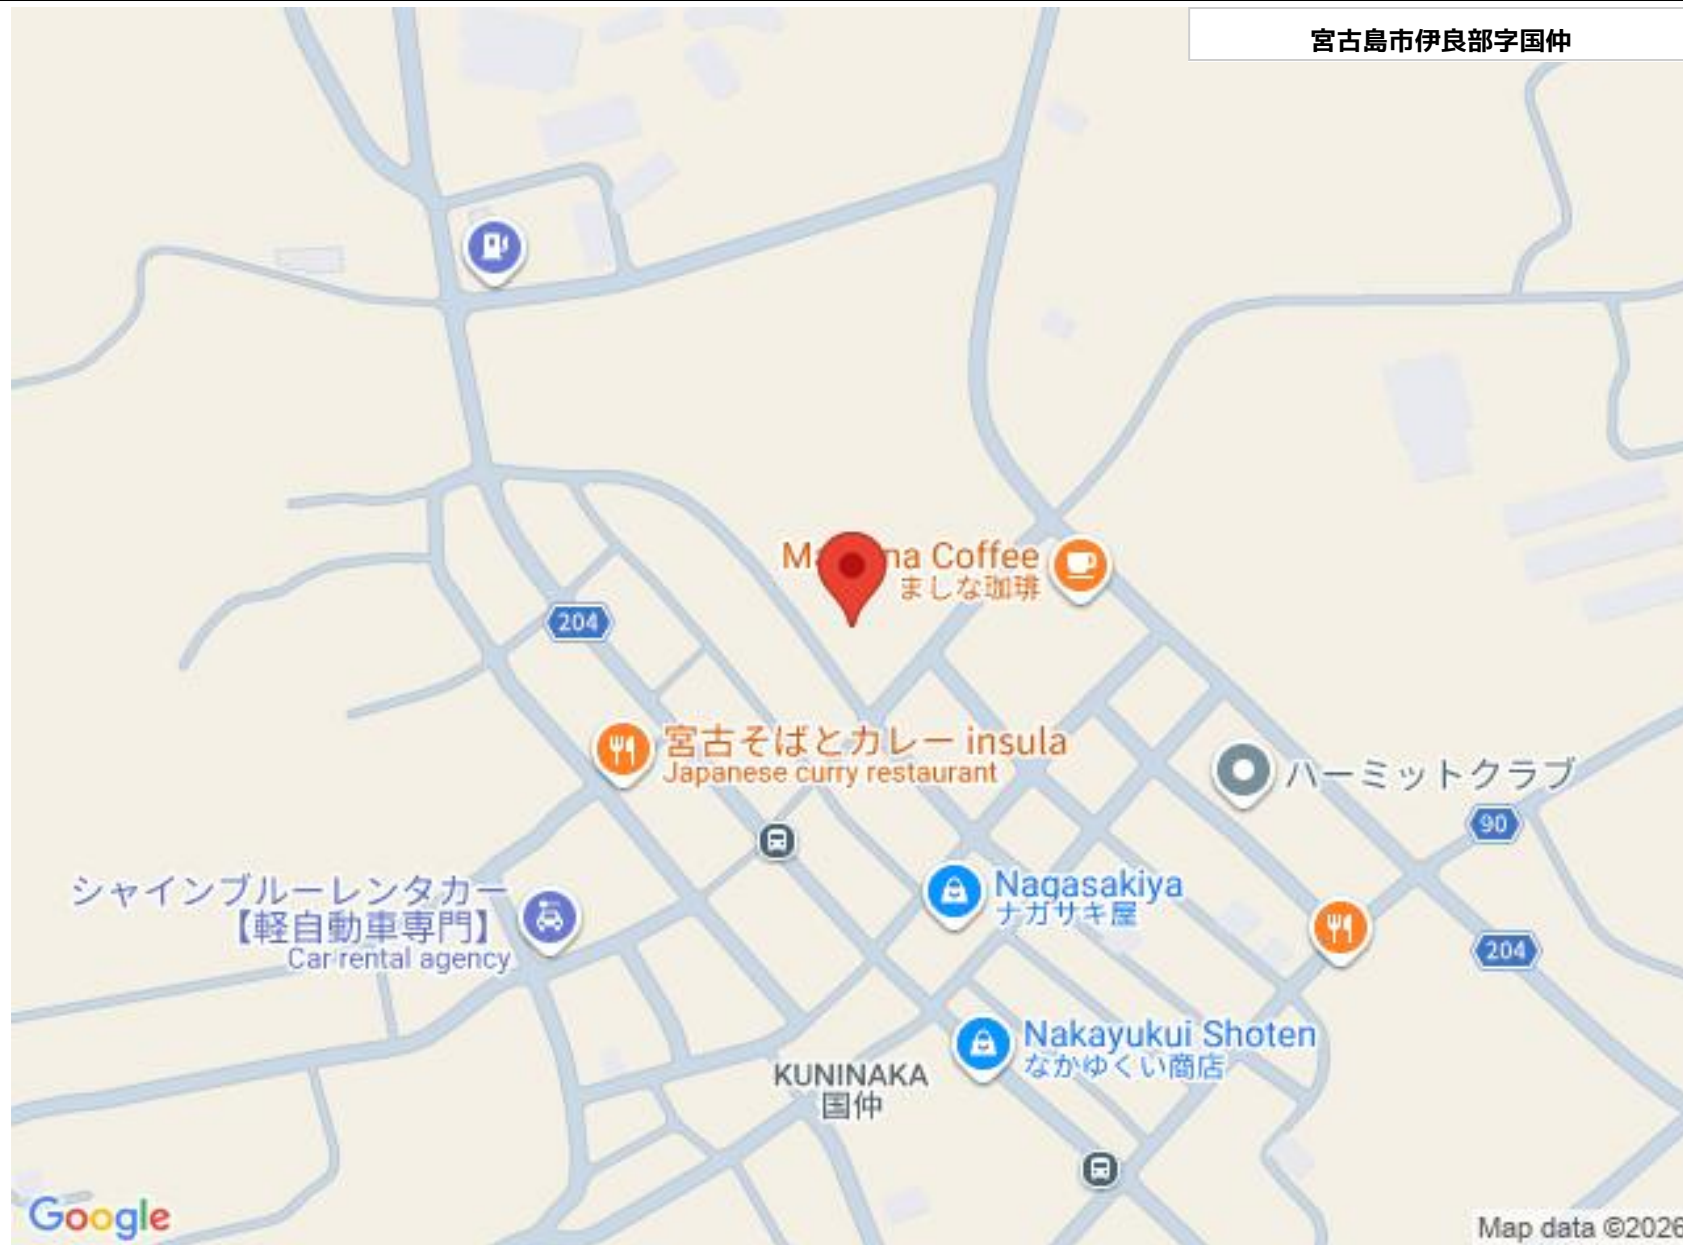 宮古島市伊良部字国仲
Coffee
ましな珈琲
204
宮古そばとカレー insula
Japanese curry restaurant
ハーミットクラブ
90
シャインブルーレンタカー
【軽自動車専門】
Car rental agency
Nagasakiya
ナガサキ屋
204
Nakayukui Shoten
なかゆくい商店
KUNINAKA
国仲
Google
Map data ©2026